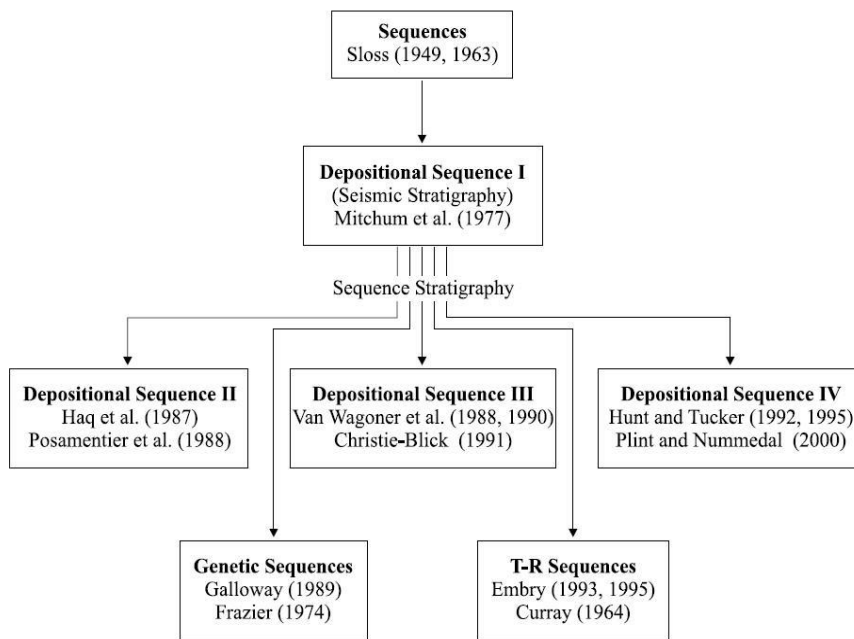 Sequences
Sloss (1949, 1963)
Depositional Sequence I
(Seismic Stratigraphy)
Mitchum et al. (1977)
Sequence Stratigraphy
Depositional Sequence II
Haq et al. (1987)
Posamentier et al. (1988)
Depositional Sequence III
Van Wagoner et al. (1988, 1990)
Christie-Blick (1991)
Depositional Sequence IV
Hunt and Tucker (1992, 1995)
Plint and Nummedal (2000)
Genetic Sequences
Galloway (1989)
Frazier (1974)
T-R Sequences
Embry (1993, 1995)
Curray (1964)